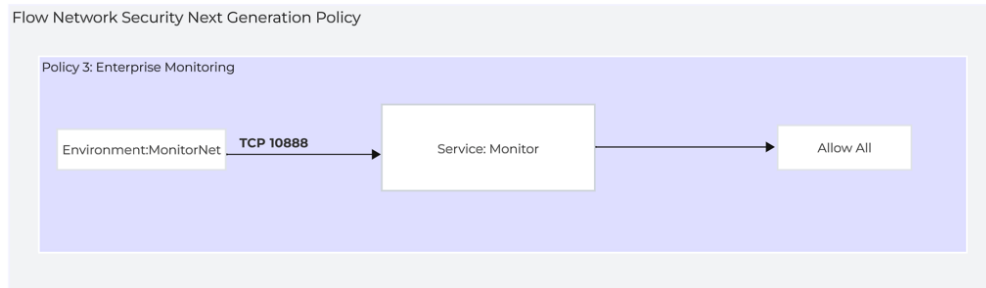 Flow Network Security Next Generation Policy
Policy 3: Enterprise Monitoring
Environment:MonitorNet
TCP 10888
Service: Monitor
Allow All